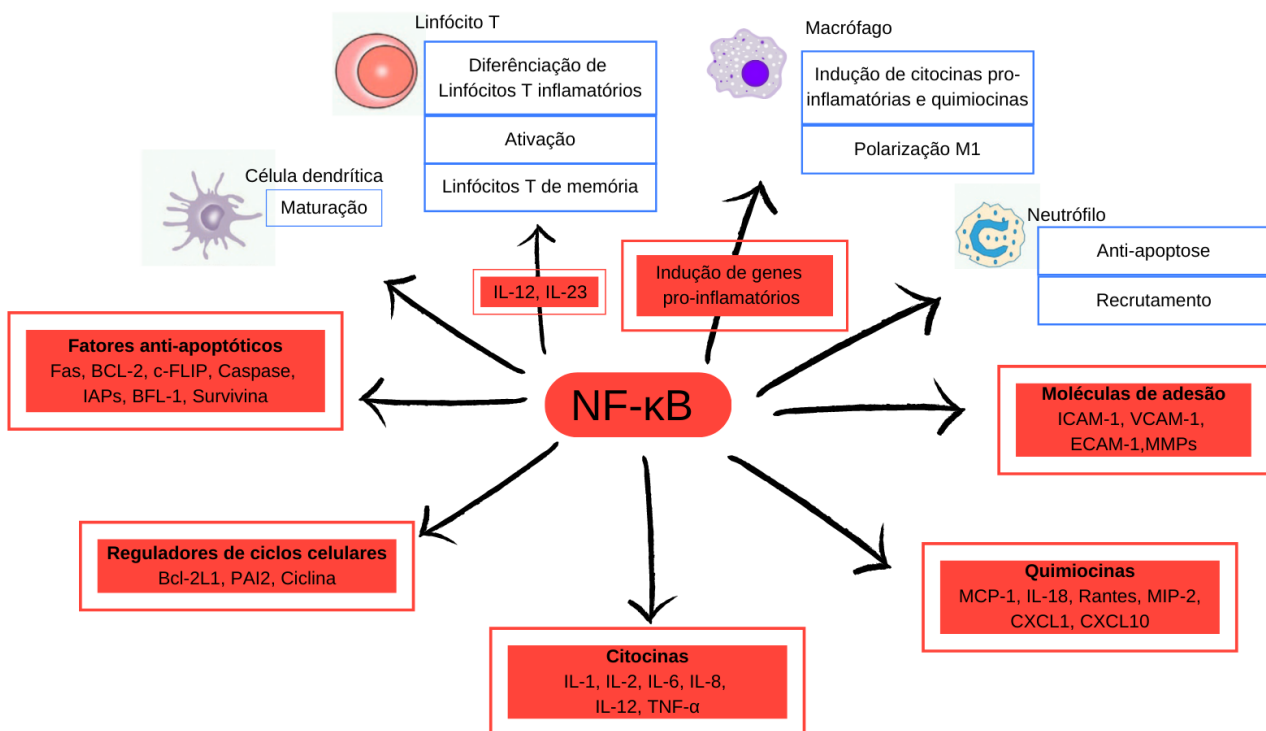 Linfócito T
Diferênciação de
Linfócitos T inflamatórios
Ativação
Linfócitos T de memória
Macrófago
Indução de citocinas pro-
inflamatórias e quimiocinas
Polarização M1
Célula dendrítica
Maturação
Neutrófilo
Anti-apoptose
Recrutamento
IL-12, IL-23
Indução de genes
pro-inflamatórios
Fatores anti-apoptóticos
Fas, BCL-2, c-FLIP, Caspase,
IAPs, BFL-1, Survivina
NF-κB
Moléculas de adesão
ICAM-1, VCAM-1,
ECAM-1,MMPs
Reguladores de ciclos celulares
Bcl-2L1, PAI2, Ciclina
Quimiocinas
MCP-1, IL-18, Rantes, MIP-2,
CXCL1, CXCL10
Citocinas
IL-1, IL-2, IL-6, IL-8,
IL-12, TNF-α